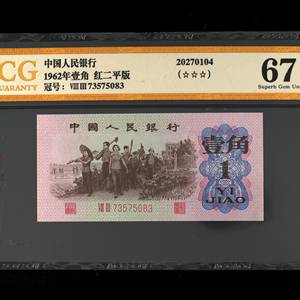 CG
UARANTY
中国人民银行
1962年壹角 红二平版
冠号：ⅧⅢ73575083
20270104
(☆☆☆)
67
Superb Gem Un
中國人民銀行
壹角
1
YI
JIAO
ⅧⅢ 73575083